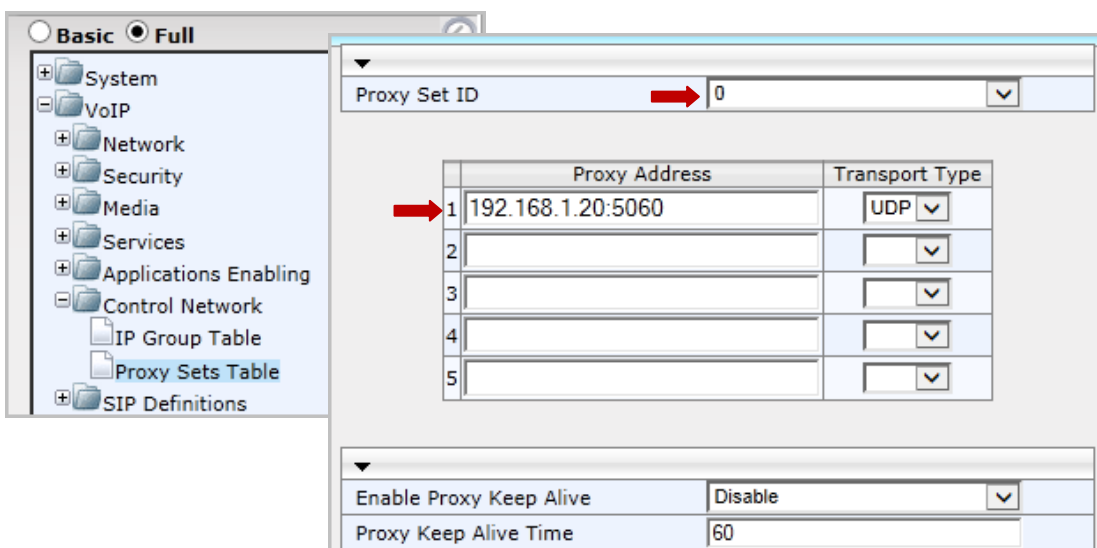 Basic Full
System
VoIP
Network
Security
Media
Services
Applications Enabling
Control Network
IP Group Table
Proxy Sets Table
SIP Definitions
Proxy Set ID 0
Proxy Address Transport Type
1 192.168.1.20:5060 UDP
2
3
4
5
Enable Proxy Keep Alive Disable
Proxy Keep Alive Time 60